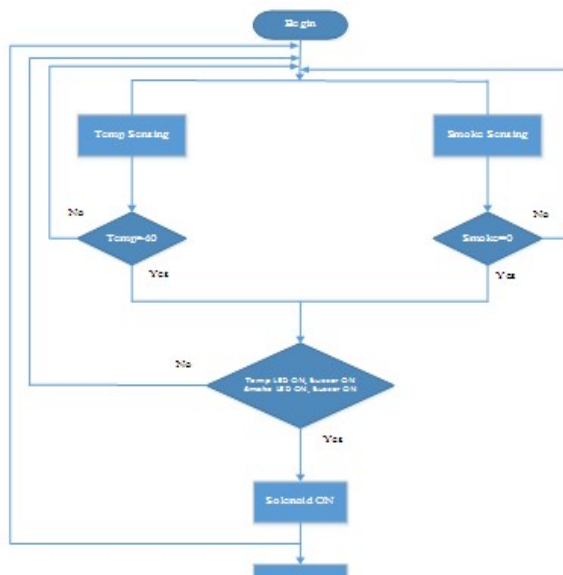 Begin
Temp Sensing
Smoke Sensing
No
No
Temp=40
Smoke=0
Yes
Yes
No
Temp LED ON, Buzzer ON
Smoke LED ON, Buzzer ON
Yes
Solenoid ON